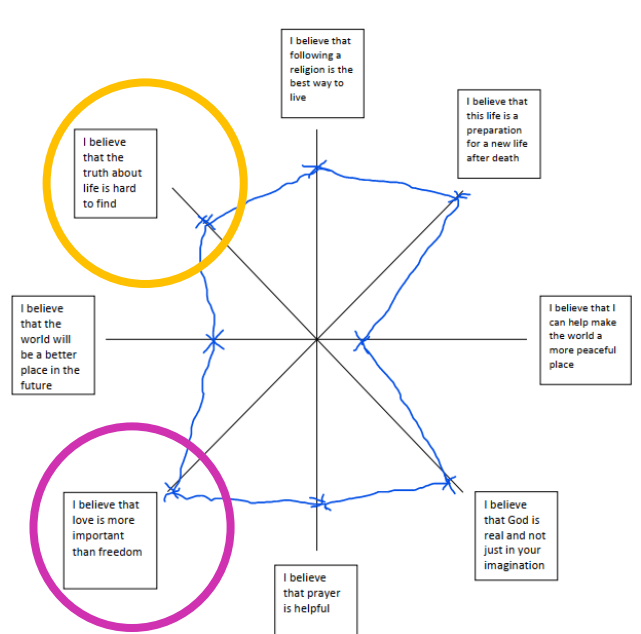 I believe that
following a
religion is the
best way to
live
I believe that
this life is a
preparation
for a new life
after death
I believe
that the
truth about
life is hard
to find
I believe
that the
world will
be a better
place in the
future
I believe that I
can help make
the world a
more peaceful
place
I believe that
love is more
important
than freedom
I believe
that God is
real and not
just in your
imagination
I believe
that prayer
is helpful